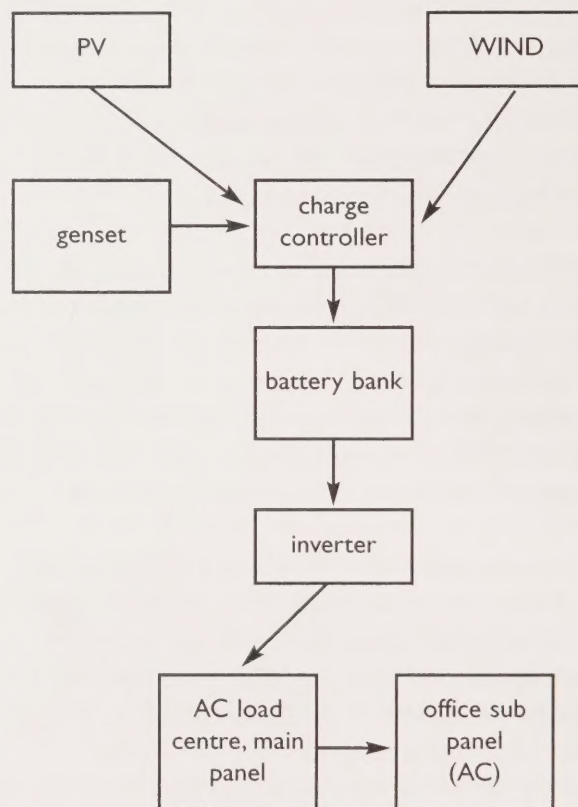 PV
WIND
genset
charge
controller
battery bank
inverter
AC load
centre, main
panel
office sub
panel
(AC)